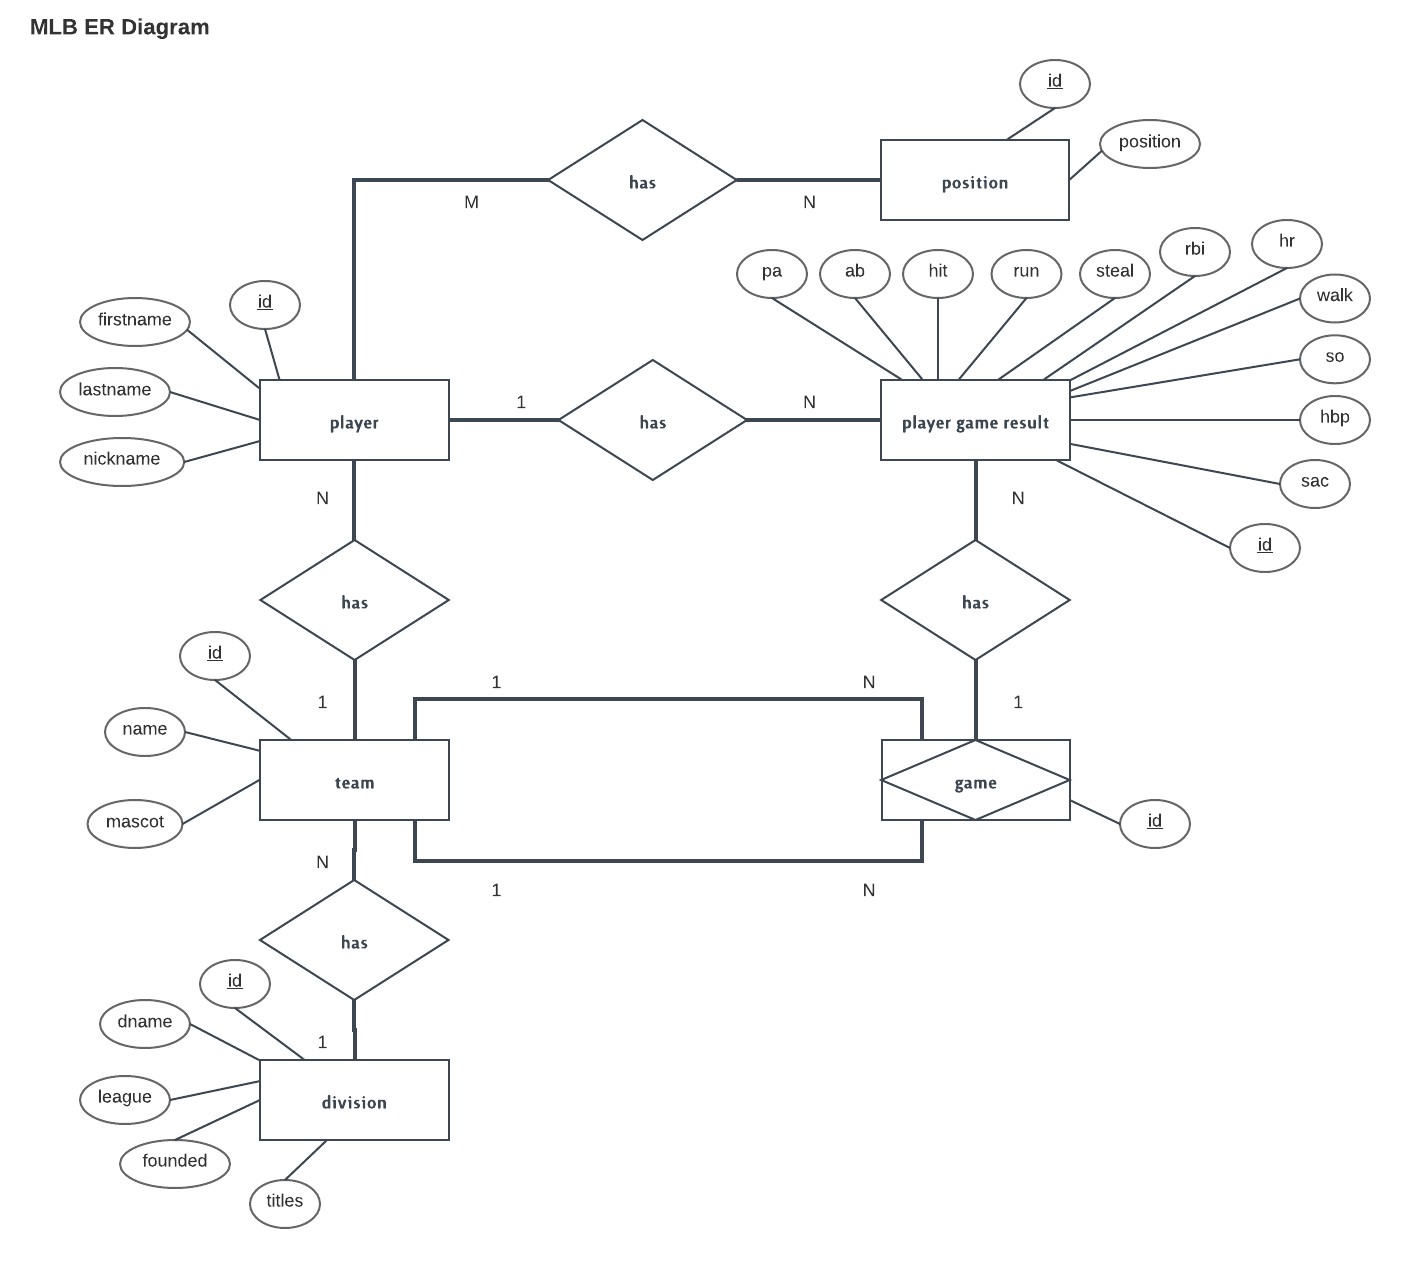 MLB ER Diagram
id
position
has
position
M
N
pa
ab
hit
run
steal
rbi
hr
walk
so
hbp
sac
id
firstname
id
lastname
nickname
player
1
has
N
player game result
N
N
has
has
id
name
mascot
1
1
N
1
team
game
id
N
1
N
has
id
dname
league
founded
titles
1
division